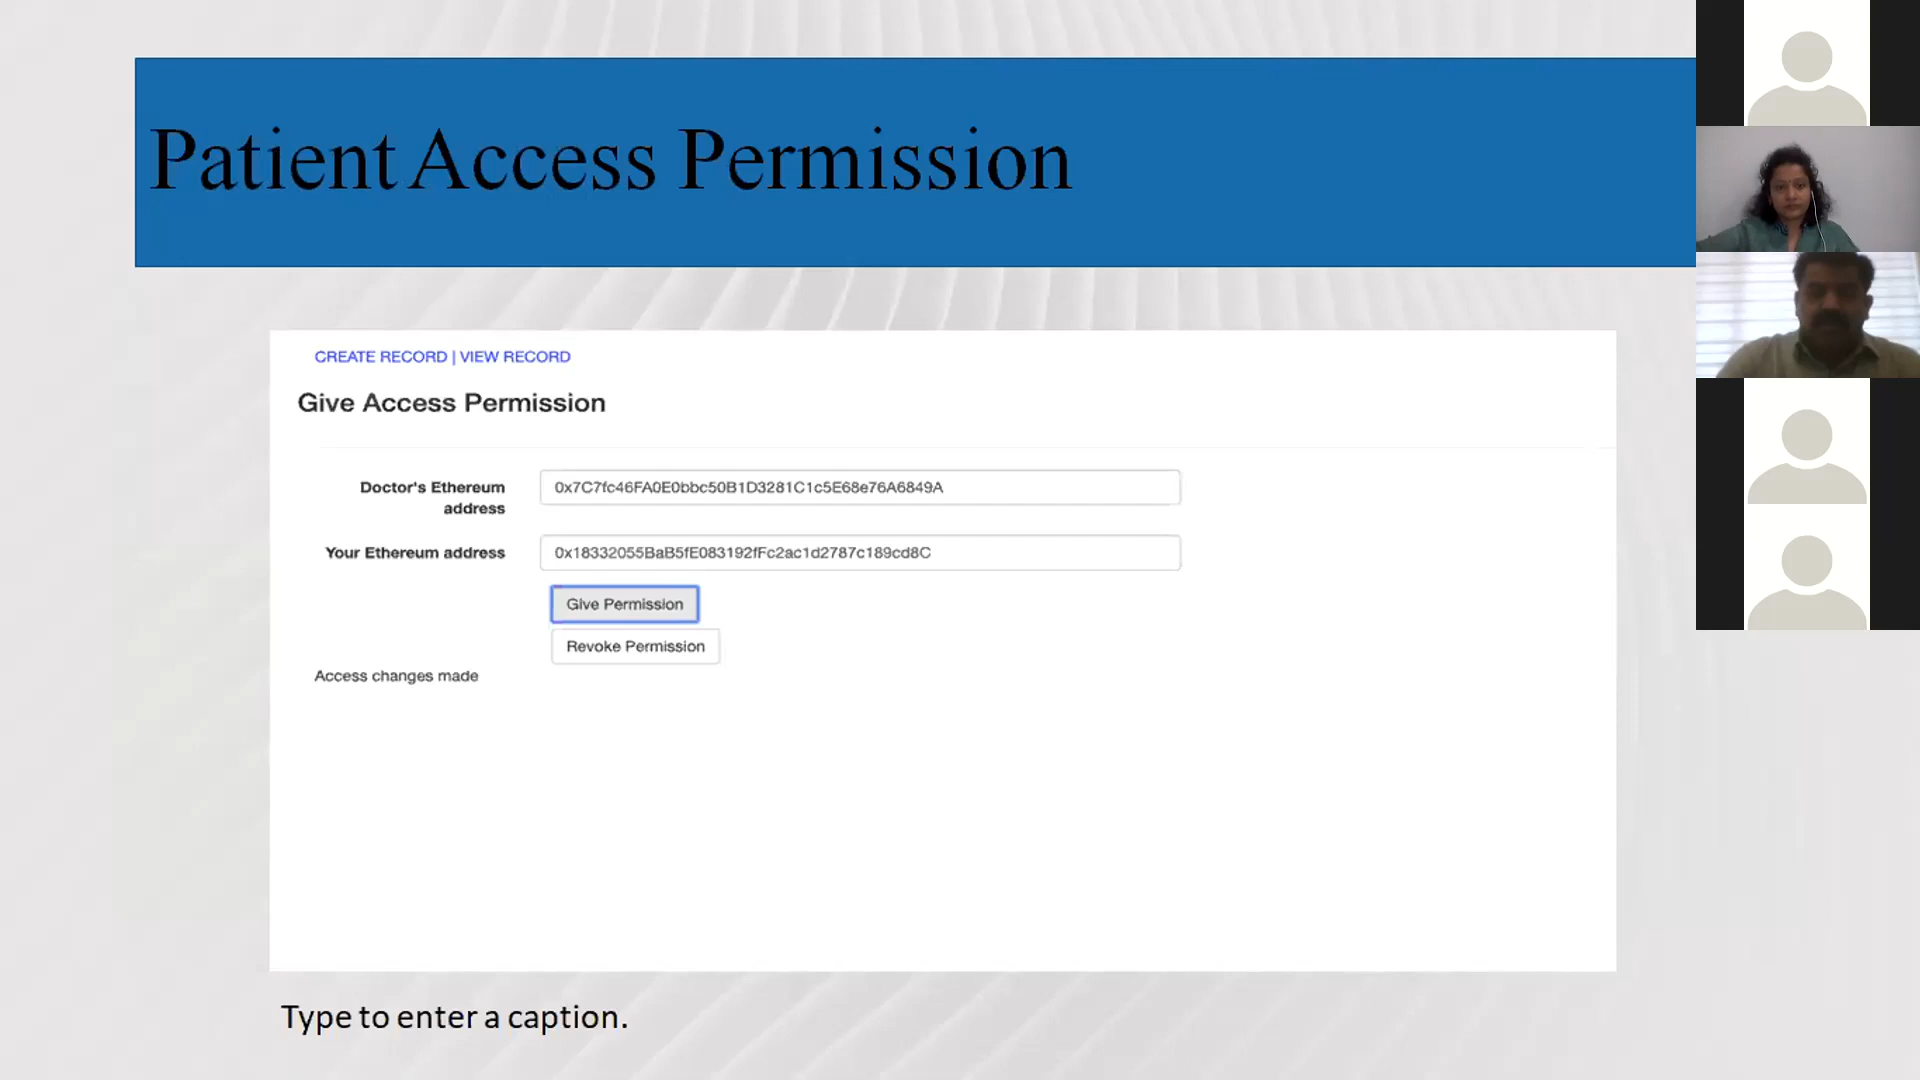 Patient Access Permission
CREATE RECORD | VIEW RECORD
Give Access Permission
Doctor's Ethereum
address
0x7C7fc46FA0E0bbc50B1D3281C1c5E68e76A6849A
Your Ethereum address
0x18332055BaB5fE083192fFc2ac1d2787c189cd8C
Give Permission
Revoke Permission
Access changes made
Type to enter a caption.